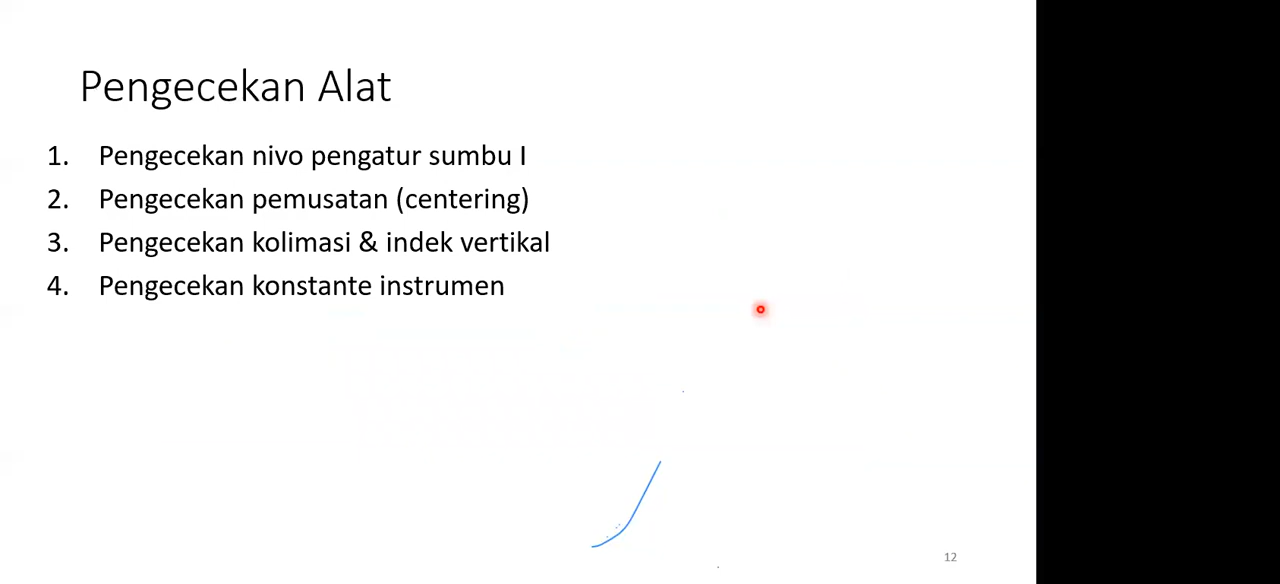 Pengecekan Alat
1. Pengecekan nivo pengatur sumbu I
2. Pengecekan pemusatan (centering)
3. Pengecekan kolimasi & indek vertikal
4. Pengecekan konstante instrumen
12